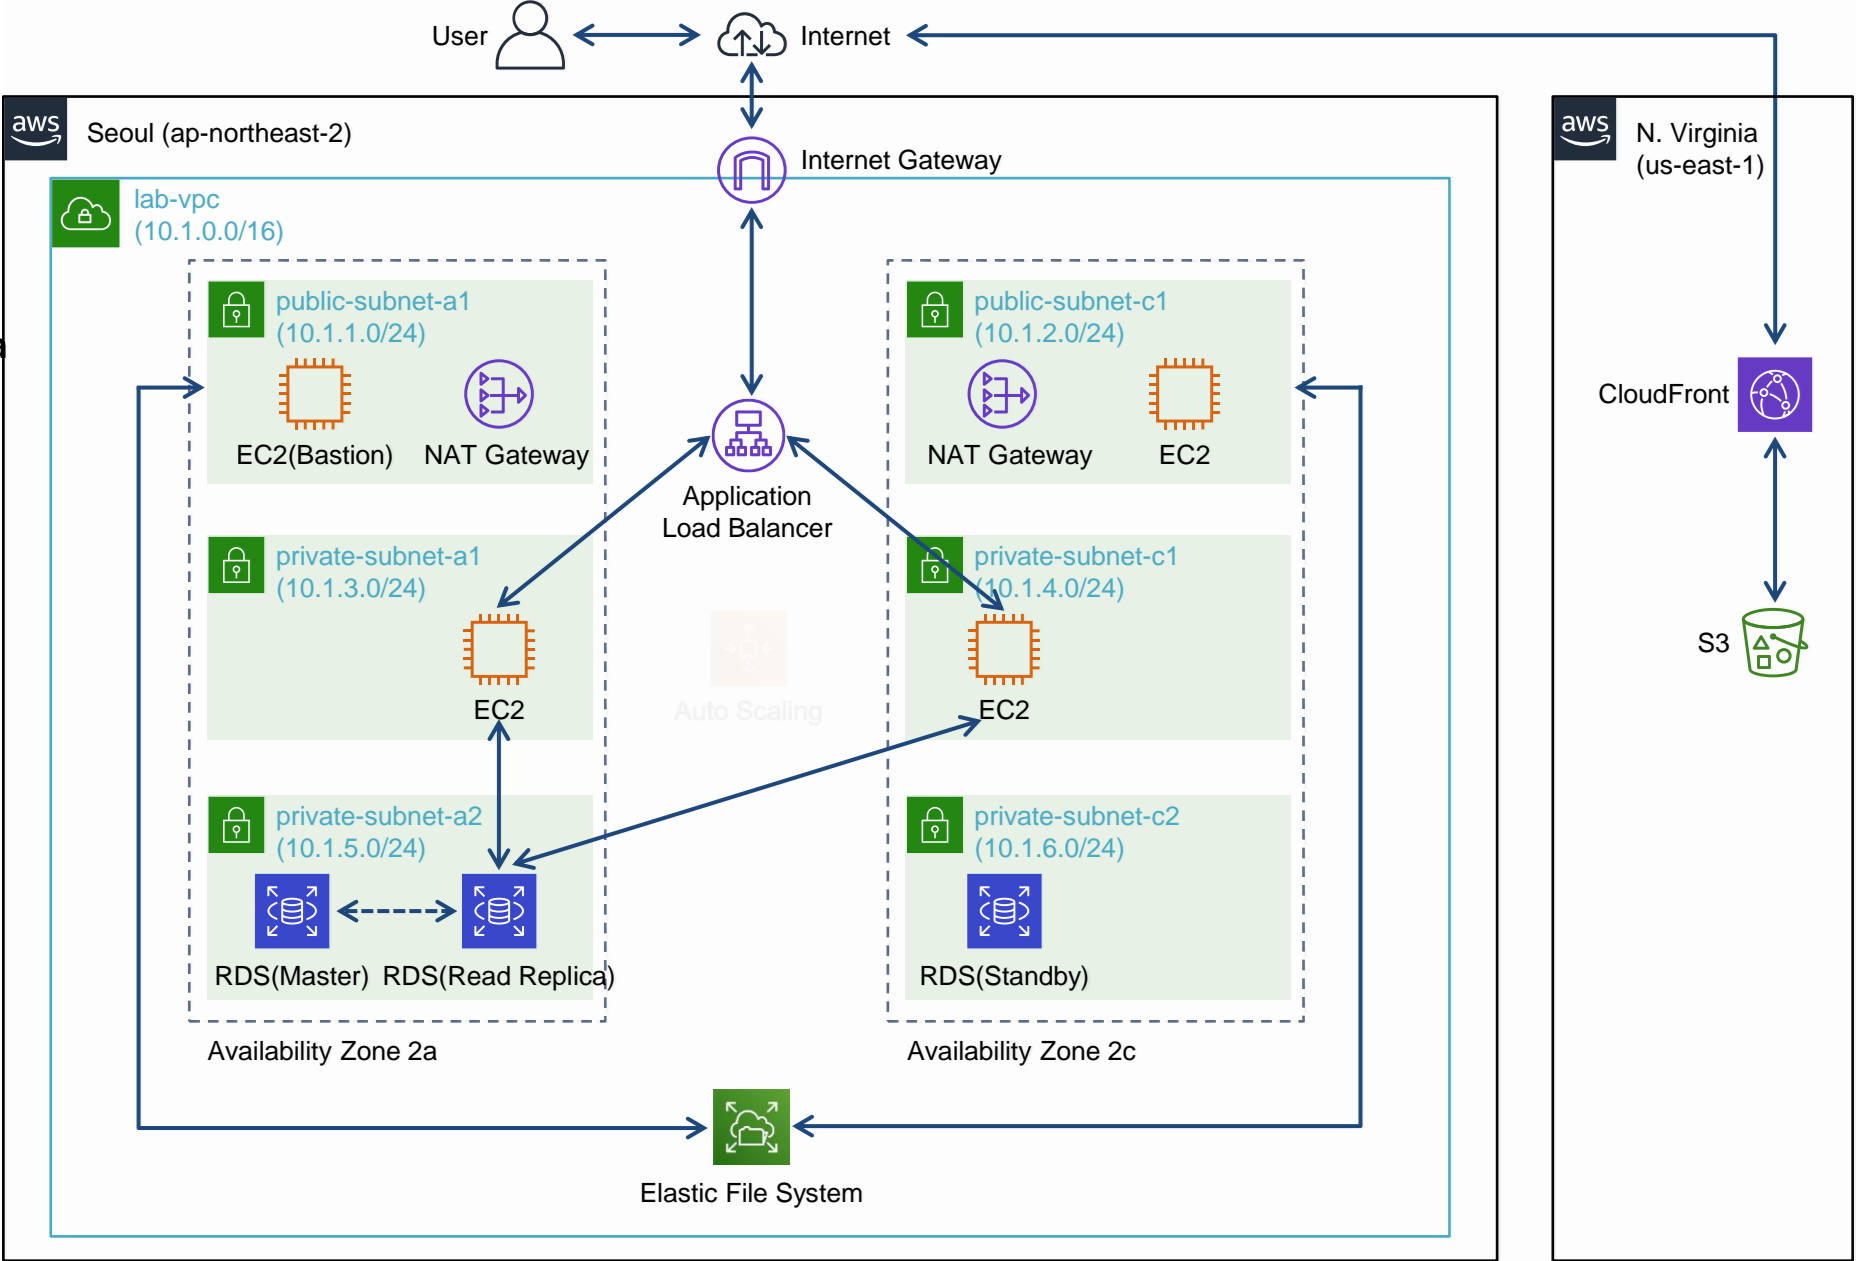 User
Internet
aws
Seoul (ap-northeast-2)
aws
N. Virginia
(us-east-1)
Internet Gateway
lab-vpc
(10.1.0.0/16)
public-subnet-a1
(10.1.1.0/24)
EC2(Bastion)
NAT Gateway
public-subnet-c1
(10.1.2.0/24)
NAT Gateway
EC2
CloudFront
Application
Load Balancer
private-subnet-a1
(10.1.3.0/24)
EC2
Auto Scaling
private-subnet-c1
(10.1.4.0/24)
EC2
S3
private-subnet-a2
(10.1.5.0/24)
RDS(Master)
RDS(Read Replica)
private-subnet-c2
(10.1.6.0/24)
RDS(Standby)
Availability Zone 2a
Availability Zone 2c
Elastic File System